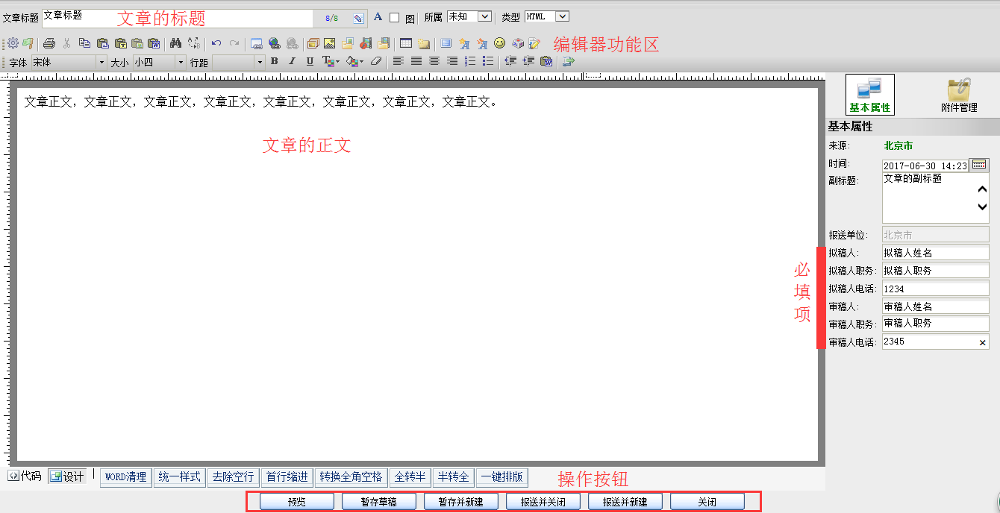 文章标题 文章标题 文章的标题 8/8 A 图 所属 未知 类型 HTML
编辑器功能区
字体 宋体 大小 小四 行距 B I U
文章正文，文章正文，文章正文，文章正文，文章正文，文章正文，文章正文，文章正文。
文章的正文
基本属性 附件管理
基本属性
来源: 北京市
时间: 2017-06-30 14:23
副标题: 文章的副标题
报送单位: 北京市
拟稿人: 拟稿人姓名
拟稿人职务: 拟稿人职务
拟稿人电话: 1234
审稿人: 审稿人姓名
审稿人职务: 审稿人职务
审稿人电话: 2345
必
填
项
代码 设计 WORD清理 统一样式 去除空行 首行缩进 转换全角空格 全转半 半转全 一键排版 操作按钮
预览 暂存草稿 暂存并新建 报送并关闭 报送并新建 关闭